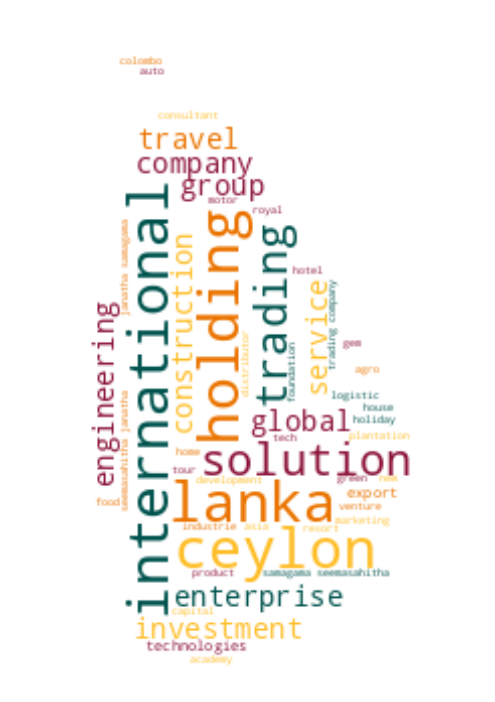 colombo
auto
consultant
travel
company
group
motor
royal
international
holding
trading
construction
janatha samagama
hotel
service
trading company
engineering
distributor
foundation
gem
agro
seemasahitha janatha
logistic
house
holiday
global
tech
plantation
home
solution
tour
development
green
new
food
lanka
export
venture
industrie
asia
resort
marketing
ceylon
product
samagama seemasahitha
enterprise
capital
investment
technologies
academy